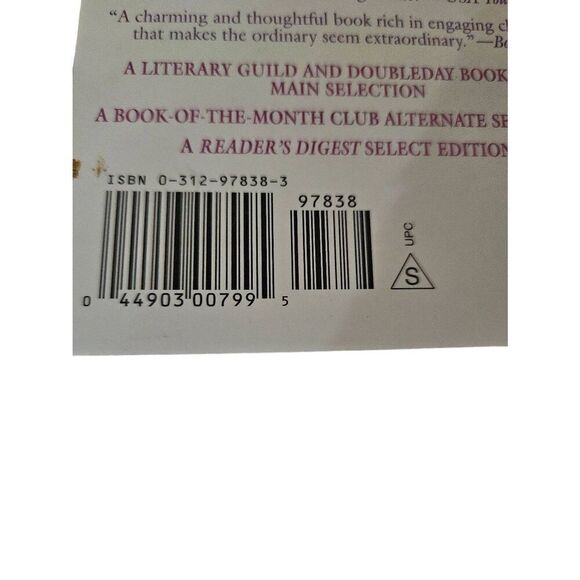 "A charming and thoughtful book rich in engaging
that makes the ordinary seem extraordinary."
A LITERARY GUILD AND DOUBLEDAY BOOK
MAIN SELECTION
A BOOK-OF-THE-MONTH CLUB ALTERNATE
A READER'S DIGEST SELECT EDITION
ISBN 0-312-97838-3
97838
0 44903 00799 5
UPC
S